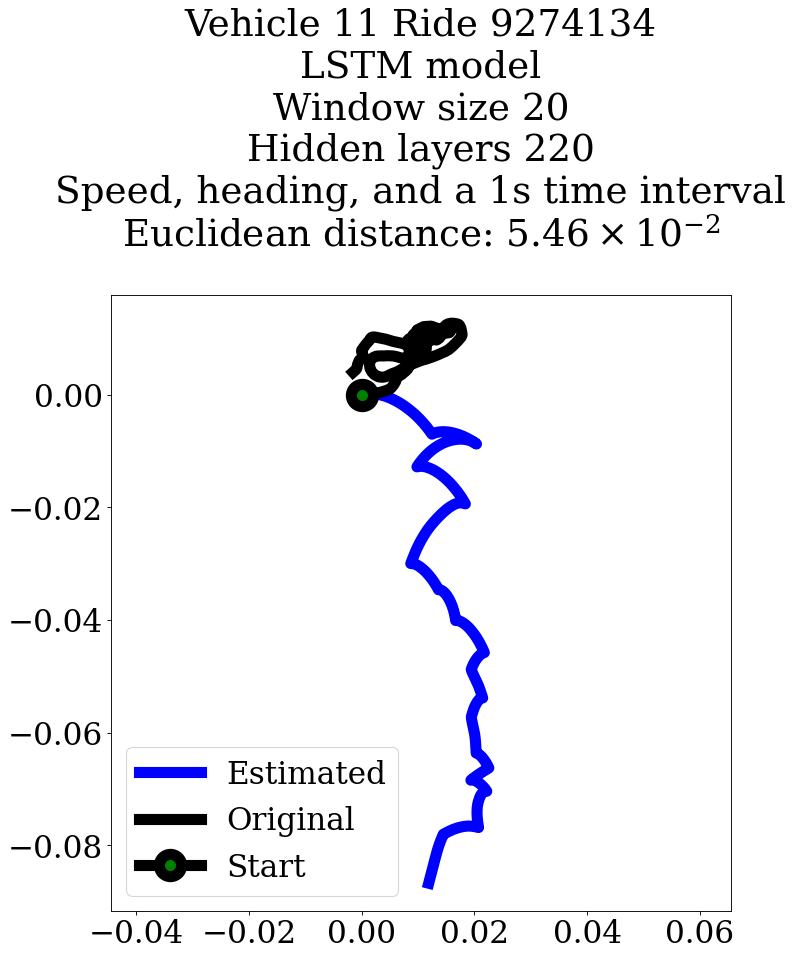 Vehicle 11 Ride 9274134
LSTM model
Window size 20
Hidden layers 220
Speed, heading, and a 1s time interval
Euclidean distance: 5.46 × 10⁻²
0.00
−0.02
−0.04
−0.06
−0.08
Estimated
Original
Start
−0.04 −0.02 0.00 0.02 0.04 0.06